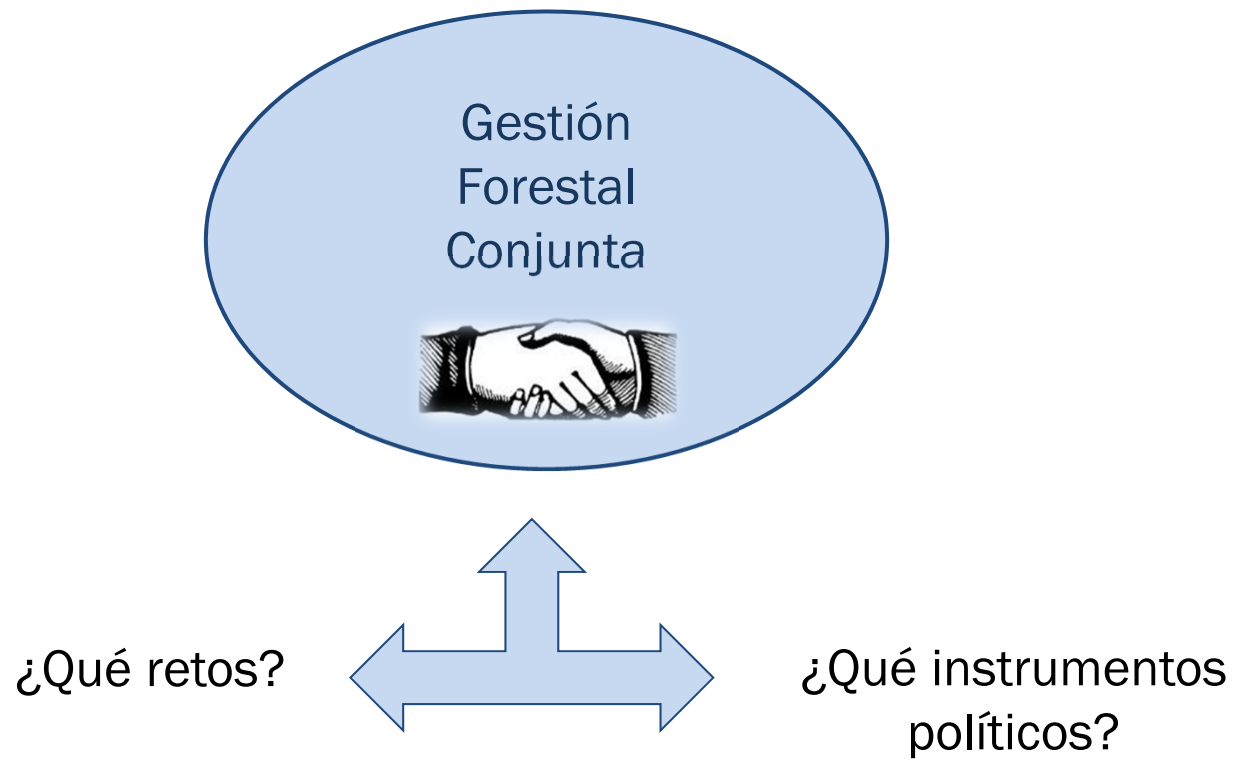 Gestión
Forestal
Conjunta
¿Qué retos?
¿Qué instrumentos
políticos?